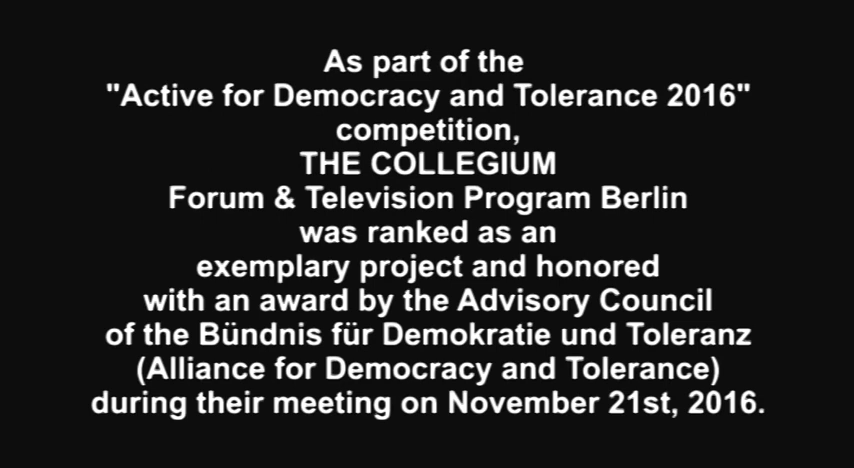 As part of the
"Active for Democracy and Tolerance 2016"
competition,
THE COLLEGIUM
Forum & Television Program Berlin
was ranked as an
exemplary project and honored
with an award by the Advisory Council
of the Bündnis für Demokratie und Toleranz
(Alliance for Democracy and Tolerance)
during their meeting on November 21st, 2016.